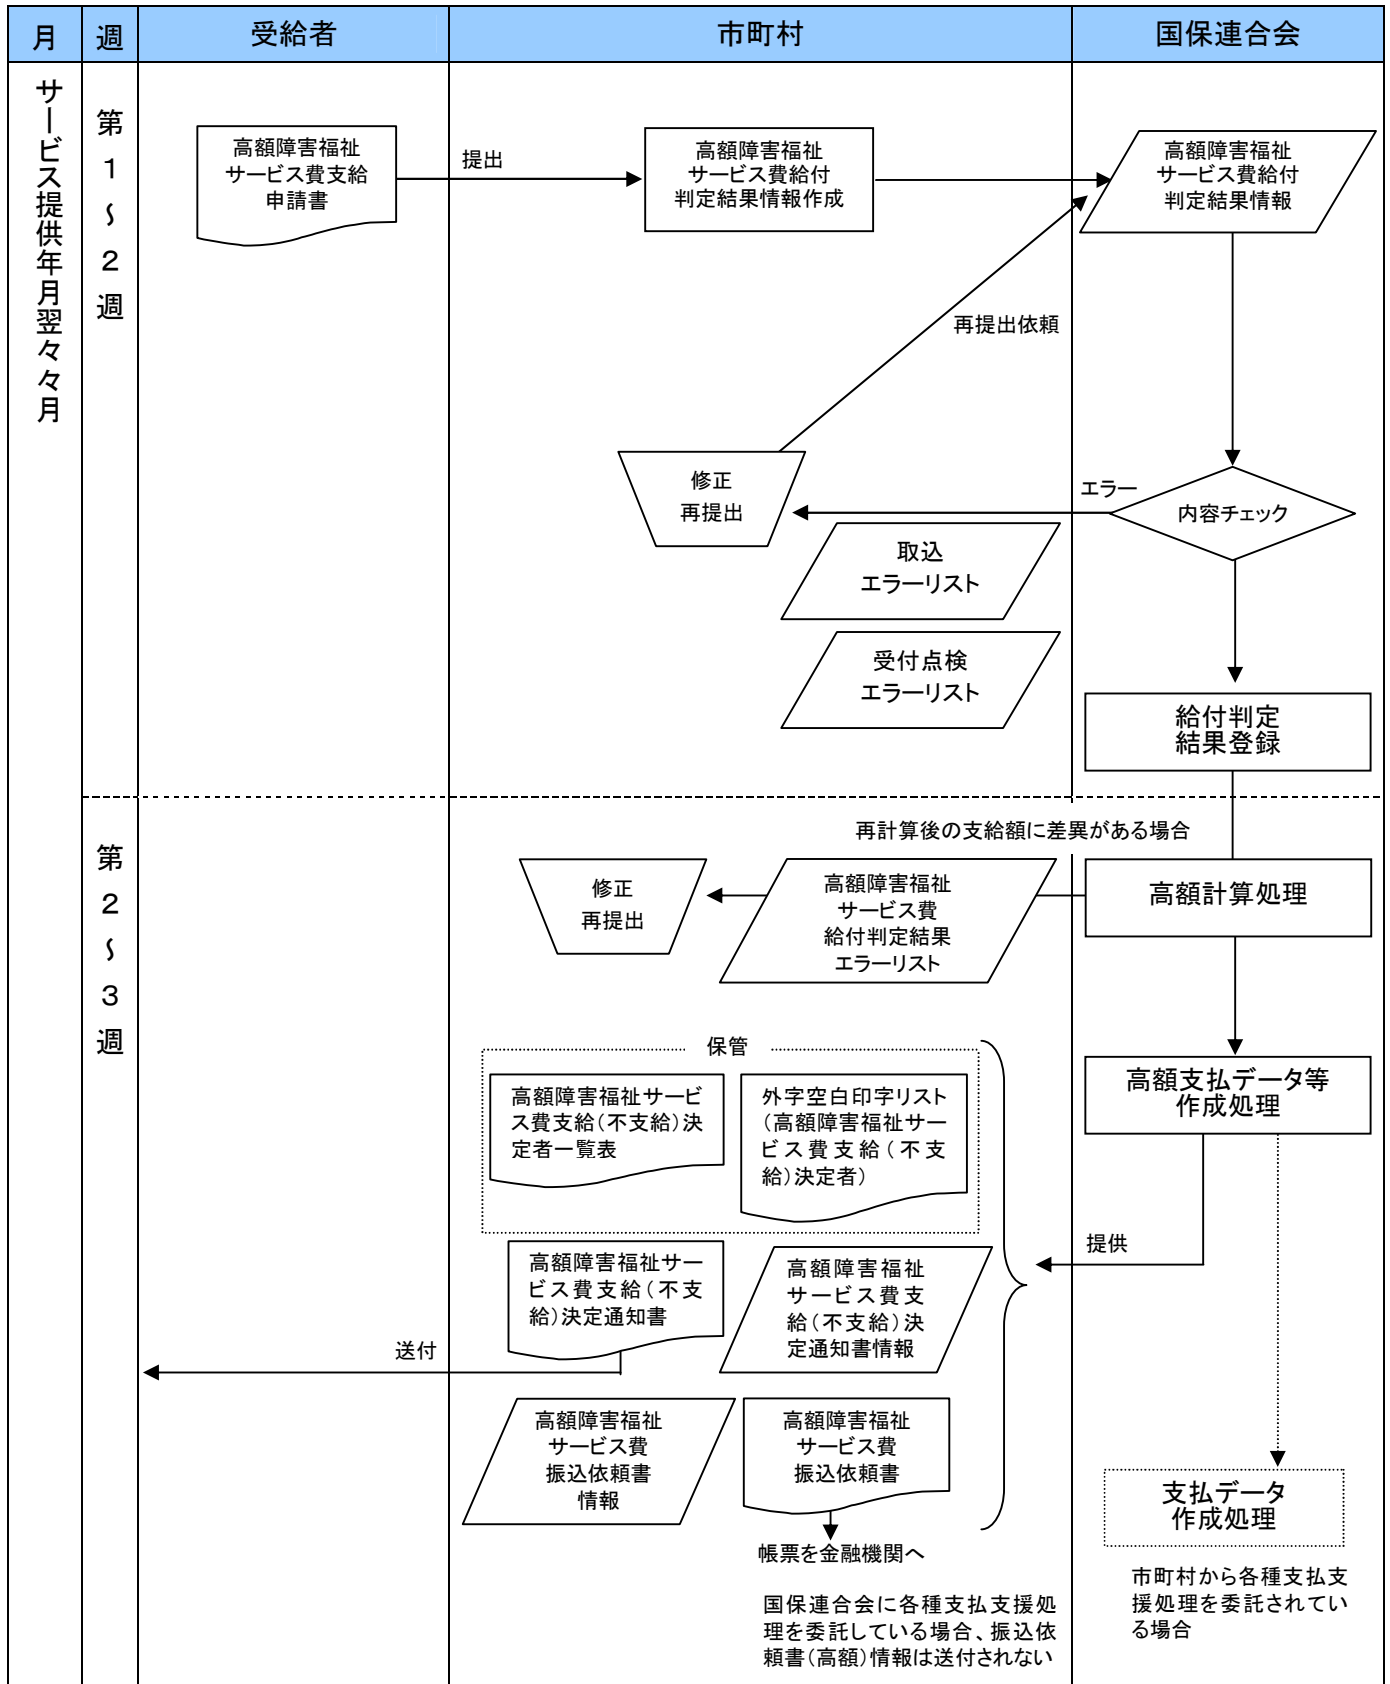 月
週
受給者
市町村
国保連合会
サービス提供年月翌々月
第
1
～
2
週
高額障害福祉
サービス費支給
申請書
提出
高額障害福祉
サービス費給付
判定結果情報作成
高額障害福祉
サービス費給付
判定結果情報
再提出依頼
修正
再提出
エラー
内容チェック
取込
エラーリスト
受付点検
エラーリスト
給付判定
結果登録
第
2
～
3
週
再計算後の支給額に差異がある場合
修正
再提出
高額障害福祉
サービス費
給付判定結果
エラーリスト
高額計算処理
保管
高額障害福祉サービ
ス費支給(不支給)決
定者一覧表
外字空白印字リスト
(高額障害福祉サー
ビス費支給(不支
給)決定者)
高額支払データ等
作成処理
提供
高額障害福祉サー
ビス費支給(不支
給)決定通知書
高額障害福祉
サービス費支
給(不支給)決
定通知書情報
送付
高額障害福祉
サービス費
振込依頼書
情報
高額障害福祉
サービス費
振込依頼書
支払データ
作成処理
帳票を金融機関へ
市町村から各種支払支
援処理を委託されてい
る場合
国保連合会に各種支払支援処
理を委託している場合、振込依
頼書(高額)情報は送付されない